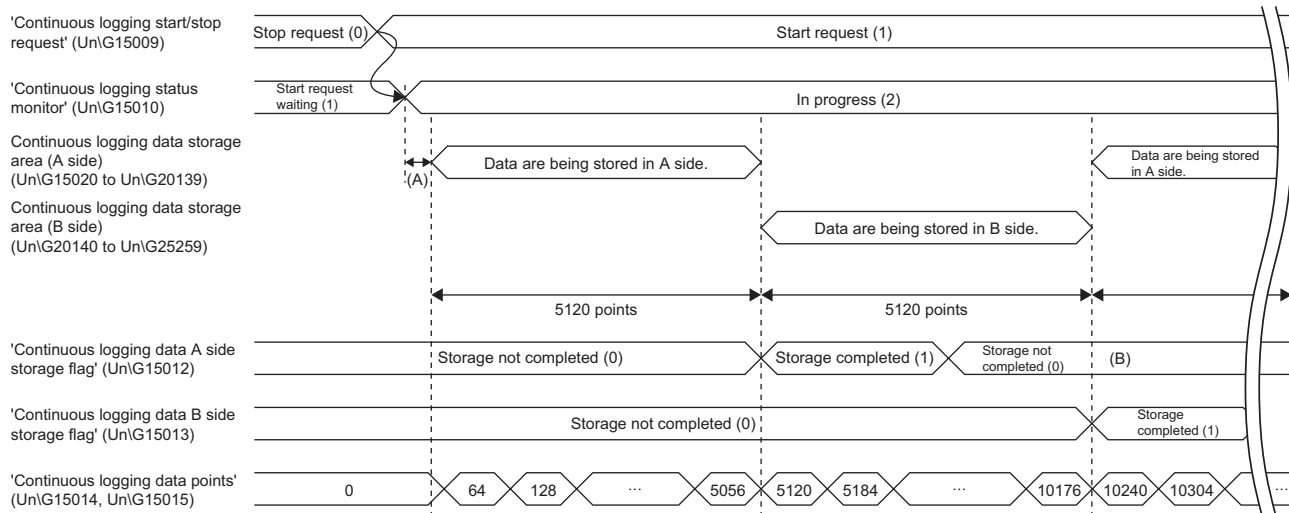 'Continuous logging start/stop
request' (Un\G15009)
Stop request (0)
Start request (1)
'Continuous logging status
monitor' (Un\G15010)
Start request
waiting (1)
In progress (2)
Continuous logging data storage
area (A side)
(Un\G15020 to Un\G20139)
(A)
Data are being stored in A side.
Data are being stored
in A side.
Continuous logging data storage
area (B side)
(Un\G20140 to Un\G25259)
Data are being stored in B side.
5120 points
5120 points
'Continuous logging data A side
storage flag' (Un\G15012)
Storage not completed (0)
Storage completed (1)
Storage not
completed (0)
(B)
'Continuous logging data B side
storage flag' (Un\G15013)
Storage not completed (0)
Storage
completed (1)
'Continuous logging data points'
(Un\G15014, Un\G15015)
0
64
128
...
5056
5120
5184
...
10176
10240
10304
...